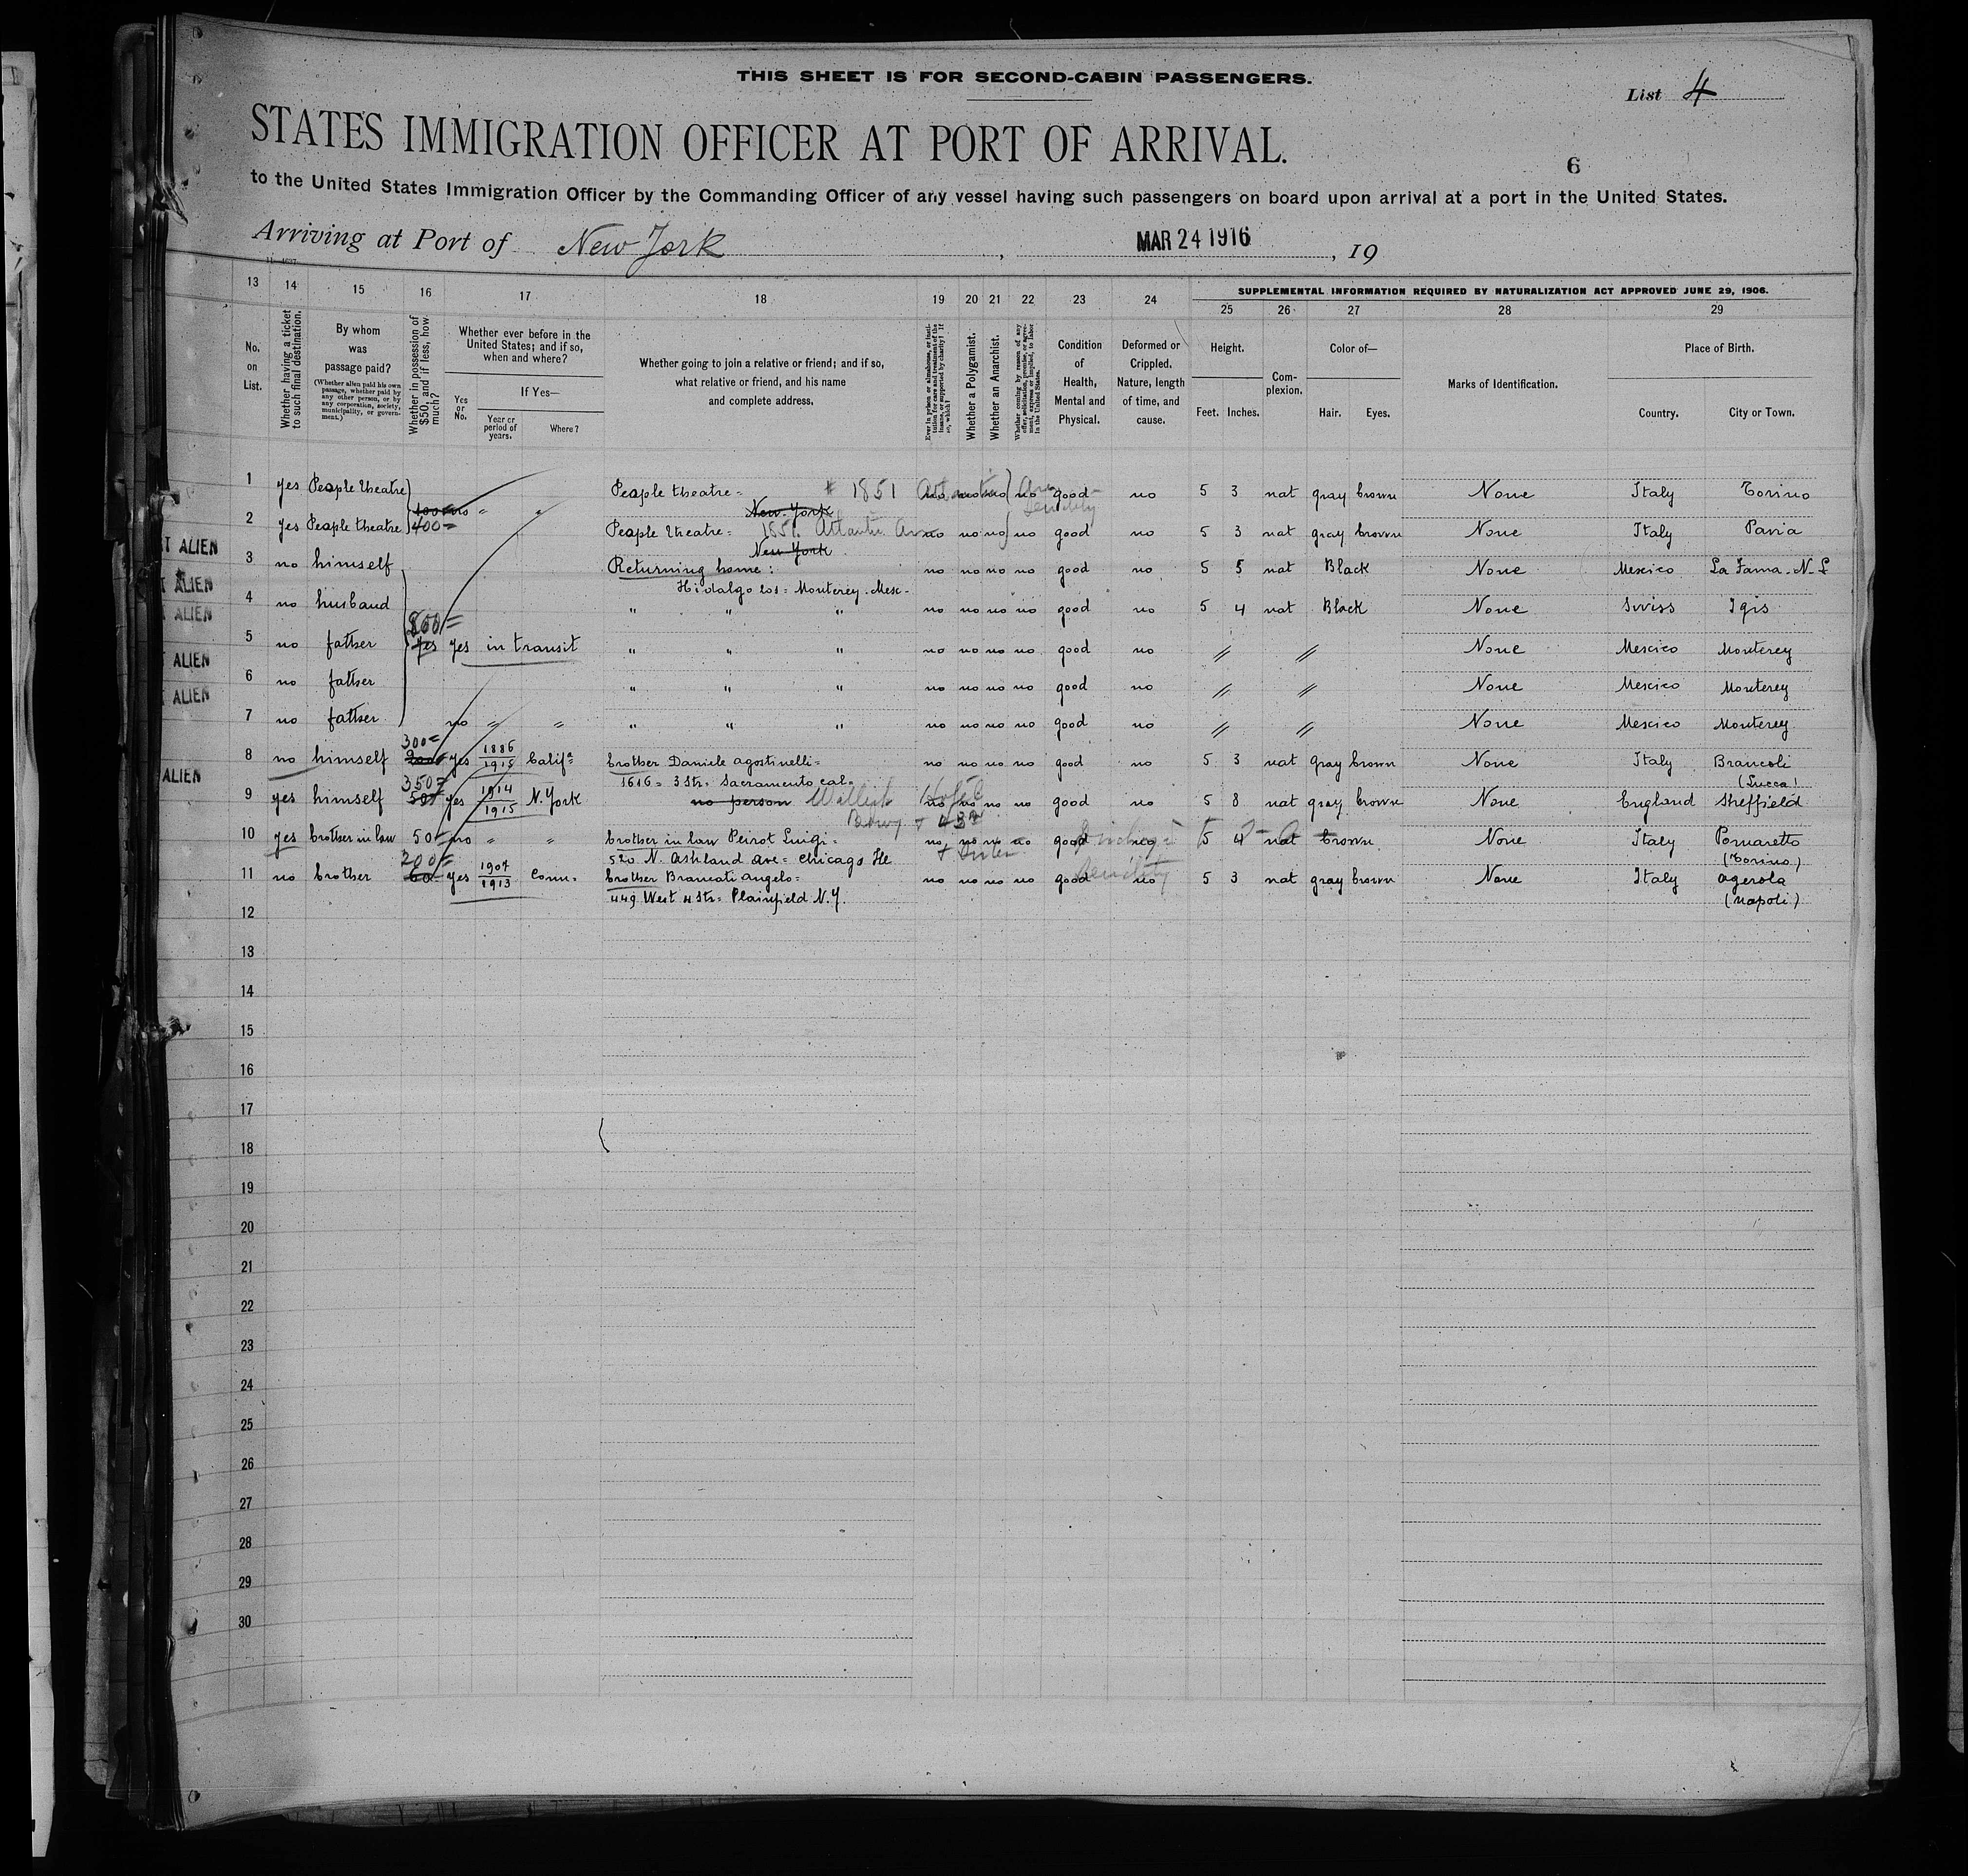 THIS SHEET IS FOR SECOND-CABIN PASSENGERS.
List 4
STATES IMMIGRATION OFFICER AT PORT OF ARRIVAL.
6
to the United States Immigration Officer by the Commanding Officer of any vessel having such passengers on board upon arrival at a port in the United States.
Arriving at Port of New York , MAR 24 1916 , 19
13 14 15 16 17 18 19 20 21 22 23 24 SUPPLEMENTAL INFORMATION REQUIRED BY NATURALIZATION ACT APPROVED JUNE 29, 1906.
25 26 27 28 29
No. on List.
Whether having a ticket to such final destination.
By whom was passage paid?
(Whether alien paid his own passage, whether paid by any other person, or by any corporation, society, municipality, or government.)
Whether in possession of $50, and if less, how much?
Whether ever before in the United States; and if so, when and where?
Yes or No.
If Yes—
Year or period of years.
Where?
Whether going to join a relative or friend; and if so, what relative or friend, and his name and complete address.
Ever in prison or almshouse, or institution for care and treatment of the insane, or supported by charity? If so, which?
Whether a Polygamist.
Whether an Anarchist.
Whether coming by reason of any offer, solicitation, promise, or agreement, express or implied, to labor in the United States.
Condition of Health, Mental and Physical.
Deformed or Crippled. Nature, length of time, and cause.
Height.
Feet. Inches.
Complexion.
Color of—
Hair. Eyes.
Marks of Identification.
Place of Birth.
Country. City or Town.
1 yes People theatre 100 no " " People theatre = 1851 Atlantic Ave no no no no good no 5 3 nat gray brown None Italy Torino
New York Senility
2 yes People theatre 400= People theatre = 1851 Atlantic Ave no no no no good no 5 3 nat gray brown None Italy Pavia
New York
T ALIEN
3 no himself Returning home : no no no no good no 5 5 nat Black None Mexico La Fama - N-L
T ALIEN
Hidalgo 201 = Monterey. Mex -
4 no husband " " " no no no no good no 5 4 nat Black None Swiss Igis
ALIEN
800=
5 no father yes yes in transit " " " no no no no good no " " None Mexico Monterey
T ALIEN
6 no father " " " no no no no good no " " None Mexico Monterey
T ALIEN
7 no father no " " " " " no no no no good no " " None Mexico Monterey
300=
8 no himself 200 yes 1886 1915 Califa brother Daniele agostinelli = no no no no good no 5 3 nat gray brown None Italy Brancoli
ALIEN
1616 = 3 Str. Sacramento cal = (Lucca)
350
9 yes himself 50 yes 1914 1915 N. York no person Wallick Hotel no no no no good no 5 8 nat gray brown None England Sheffield
10 yes brother in law 50 no " " brother in law Peirot Luigi = no no no no good no 5 4 nat brown None Italy Pomaretto
520 N. Ashland ave = Chicago Ill (Torino)
200=
11 no brother 60 yes 1907 1913 Conn = brother Brancati angelo = no no no no good no 5 3 nat gray brown None Italy agerola
Senility
449 West 4 Str = Plainfield N.Y. (Napoli)
12
13
14
15
16
17
18
19
20
21
22
23
24
25
26
27
28
29
30